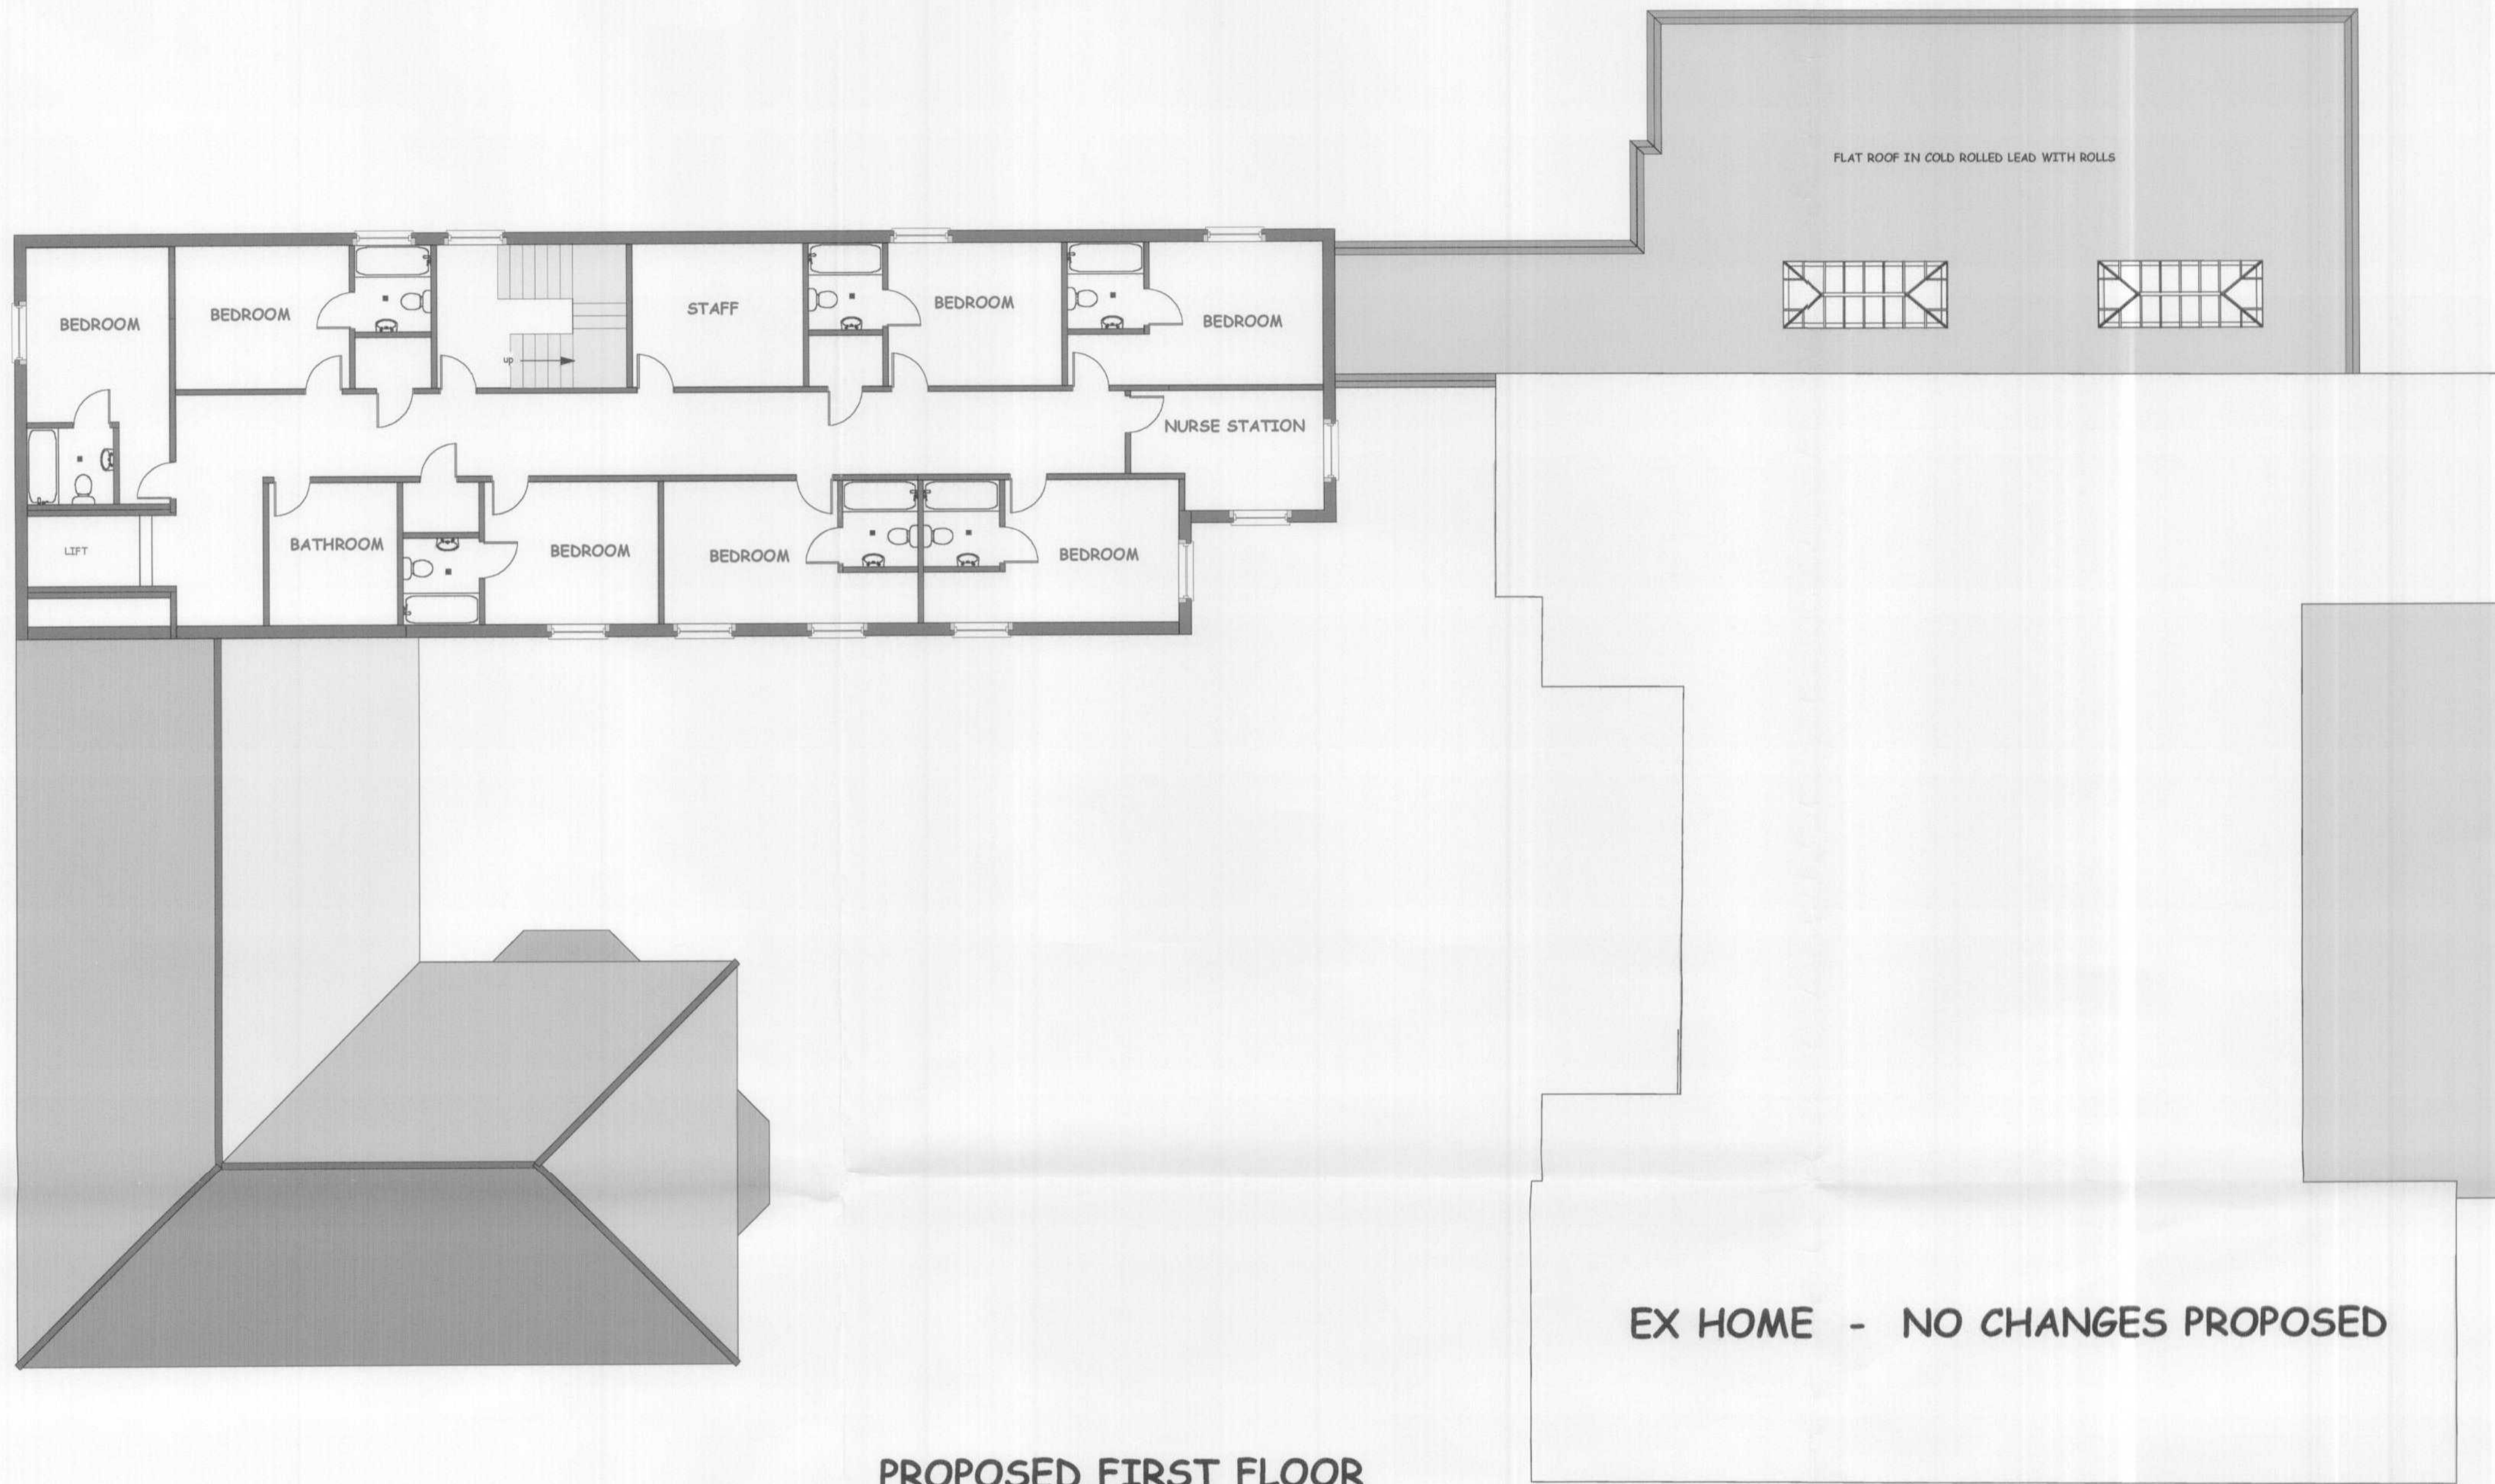 FLAT ROOF IN COLD ROLLED LEAD WITH ROLLS
BEDROOM
BEDROOM
STAFF
BEDROOM
BEDROOM
up
NURSE STATION
LIFT
BATHROOM
BEDROOM
BEDROOM
BEDROOM
EX HOME - NO CHANGES PROPOSED
PROPOSED FIRST FLOOR